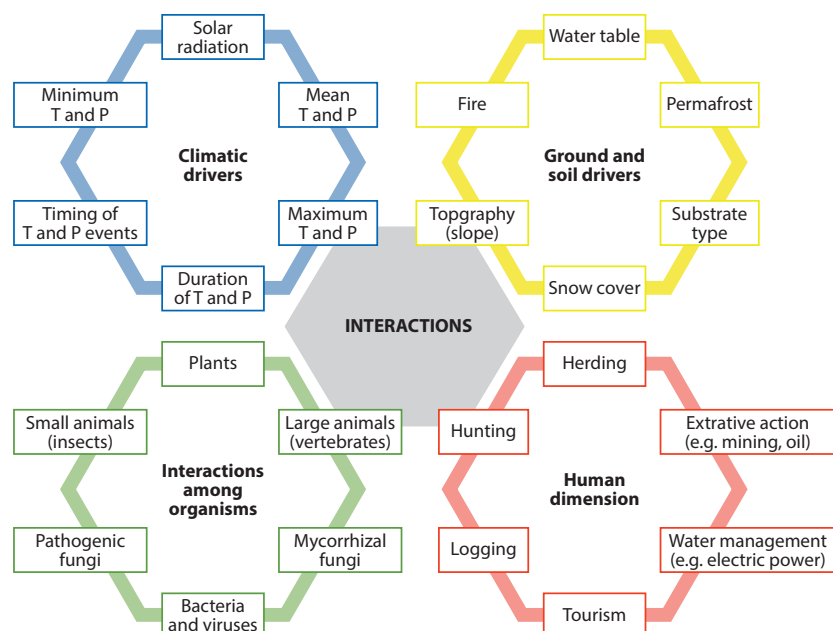 Solar
radiation
Minimum
T and P
Mean
T and P
Climatic
drivers
Timing of
T and P events
Maximum
T and P
Duration
of T and P
Water table
Fire
Permafrost
Ground and
soil drivers
Topgraphy
(slope)
Substrate
type
Snow cover
INTERACTIONS
Plants
Small animals
(insects)
Large animals
(vertebrates)
Interactions
among
organisms
Pathogenic
fungi
Mycorrhizal
fungi
Bacteria
and viruses
Herding
Hunting
Extrative action
(e.g. mining, oil)
Human
dimension
Logging
Water management
(e.g. electric power)
Tourism